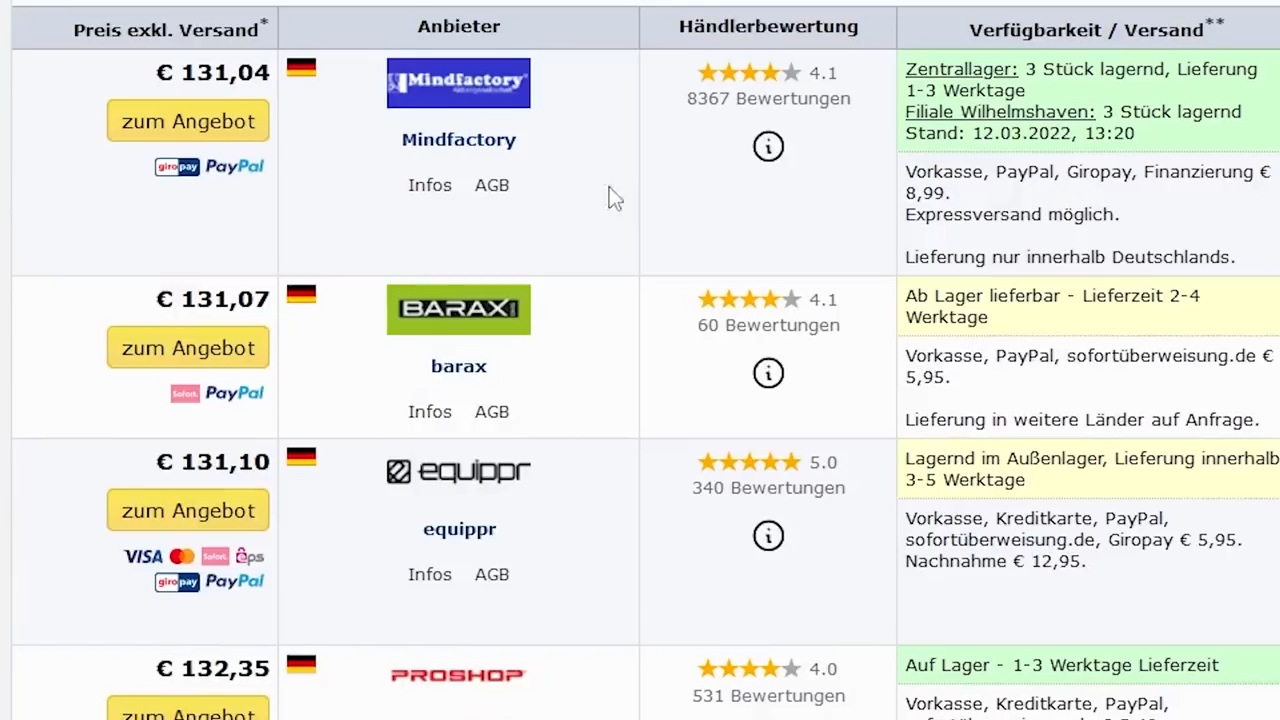 Preis exkl. Versand* Anbieter Händlerbewertung Verfügbarkeit / Versand**
€ 131,04
zum Angebot
giropay PayPal
Mindfactory
Mindfactory
Infos AGB
4.1
8367 Bewertungen
Zentrallager: 3 Stück lagernd, Lieferung
1-3 Werktage
Filiale Wilhelmshaven: 3 Stück lagernd
Stand: 12.03.2022, 13:20
Vorkasse, PayPal, Giropay, Finanzierung €
8,99.
Expressversand möglich.
Lieferung nur innerhalb Deutschlands.
€ 131,07
zum Angebot
Sofort. PayPal
BARAX
barax
Infos AGB
4.1
60 Bewertungen
Ab Lager lieferbar - Lieferzeit 2-4
Werktage
Vorkasse, PayPal, sofortüberweisung.de €
5,95.
Lieferung in weitere Länder auf Anfrage.
€ 131,10
zum Angebot
VISA Sofort. eps
giropay PayPal
equippr
equippr
Infos AGB
5.0
340 Bewertungen
Lagernd im Außenlager, Lieferung innerhalb
3-5 Werktage
Vorkasse, Kreditkarte, PayPal,
sofortüberweisung.de, Giropay € 5,95.
Nachnahme € 12,95.
€ 132,35
zum Angebot
PROSHOP
4.0
531 Bewertungen
Auf Lager - 1-3 Werktage Lieferzeit
Vorkasse, Kreditkarte, PayPal,